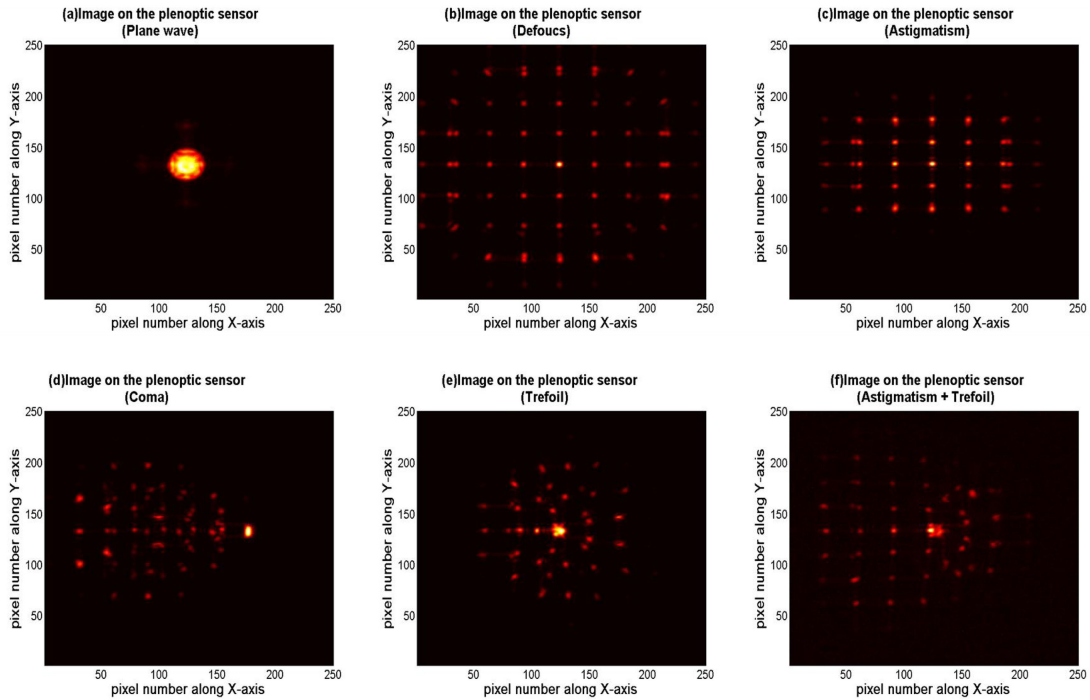 (a)Image on the plenoptic sensor
(Plane wave)
pixel number along Y-axis
250
200
150
100
50
50 100 150 200 250
pixel number along X-axis
(b)Image on the plenoptic sensor
(Defoucs)
pixel number along Y-axis
250
200
150
100
50
50 100 150 200 250
pixel number along X-axis
(c)Image on the plenoptic sensor
(Astigmatism)
pixel number along Y-axis
250
200
150
100
50
50 100 150 200 250
pixel number along X-axis
(d)Image on the plenoptic sensor
(Coma)
pixel number along Y-axis
250
200
150
100
50
50 100 150 200 250
pixel number along X-axis
(e)Image on the plenoptic sensor
(Trefoil)
pixel number along Y-axis
250
200
150
100
50
50 100 150 200 250
pixel number along X-axis
(f)Image on the plenoptic sensor
(Astigmatism + Trefoil)
pixel number along Y-axis
250
200
150
100
50
50 100 150 200 250
pixel number along X-axis